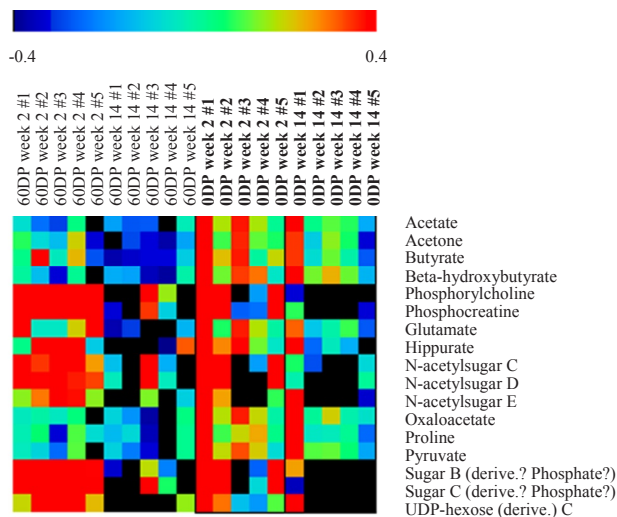 -0.4
0.4
60DP week 2 #1
60DP week 2 #2
60DP week 2 #3
60DP week 2 #4
60DP week 2 #5
60DP week 14 #1
60DP week 14 #2
60DP week 14 #3
60DP week 14 #4
60DP week 14 #5
0DP week 2 #1
0DP week 2 #2
0DP week 2 #3
0DP week 2 #4
0DP week 2 #5
0DP week 14 #1
0DP week 14 #2
0DP week 14 #3
0DP week 14 #4
0DP week 14 #5
Acetate
Acetone
Butyrate
Beta-hydroxybutyrate
Phosphorylcholine
Phosphocreatine
Glutamate
Hippurate
N-acetylsugar C
N-acetylsugar D
N-acetylsugar E
Oxaloacetate
Proline
Pyruvate
Sugar B (derive.? Phosphate?)
Sugar C (derive.? Phosphate?)
UDP-hexose (derive.) C